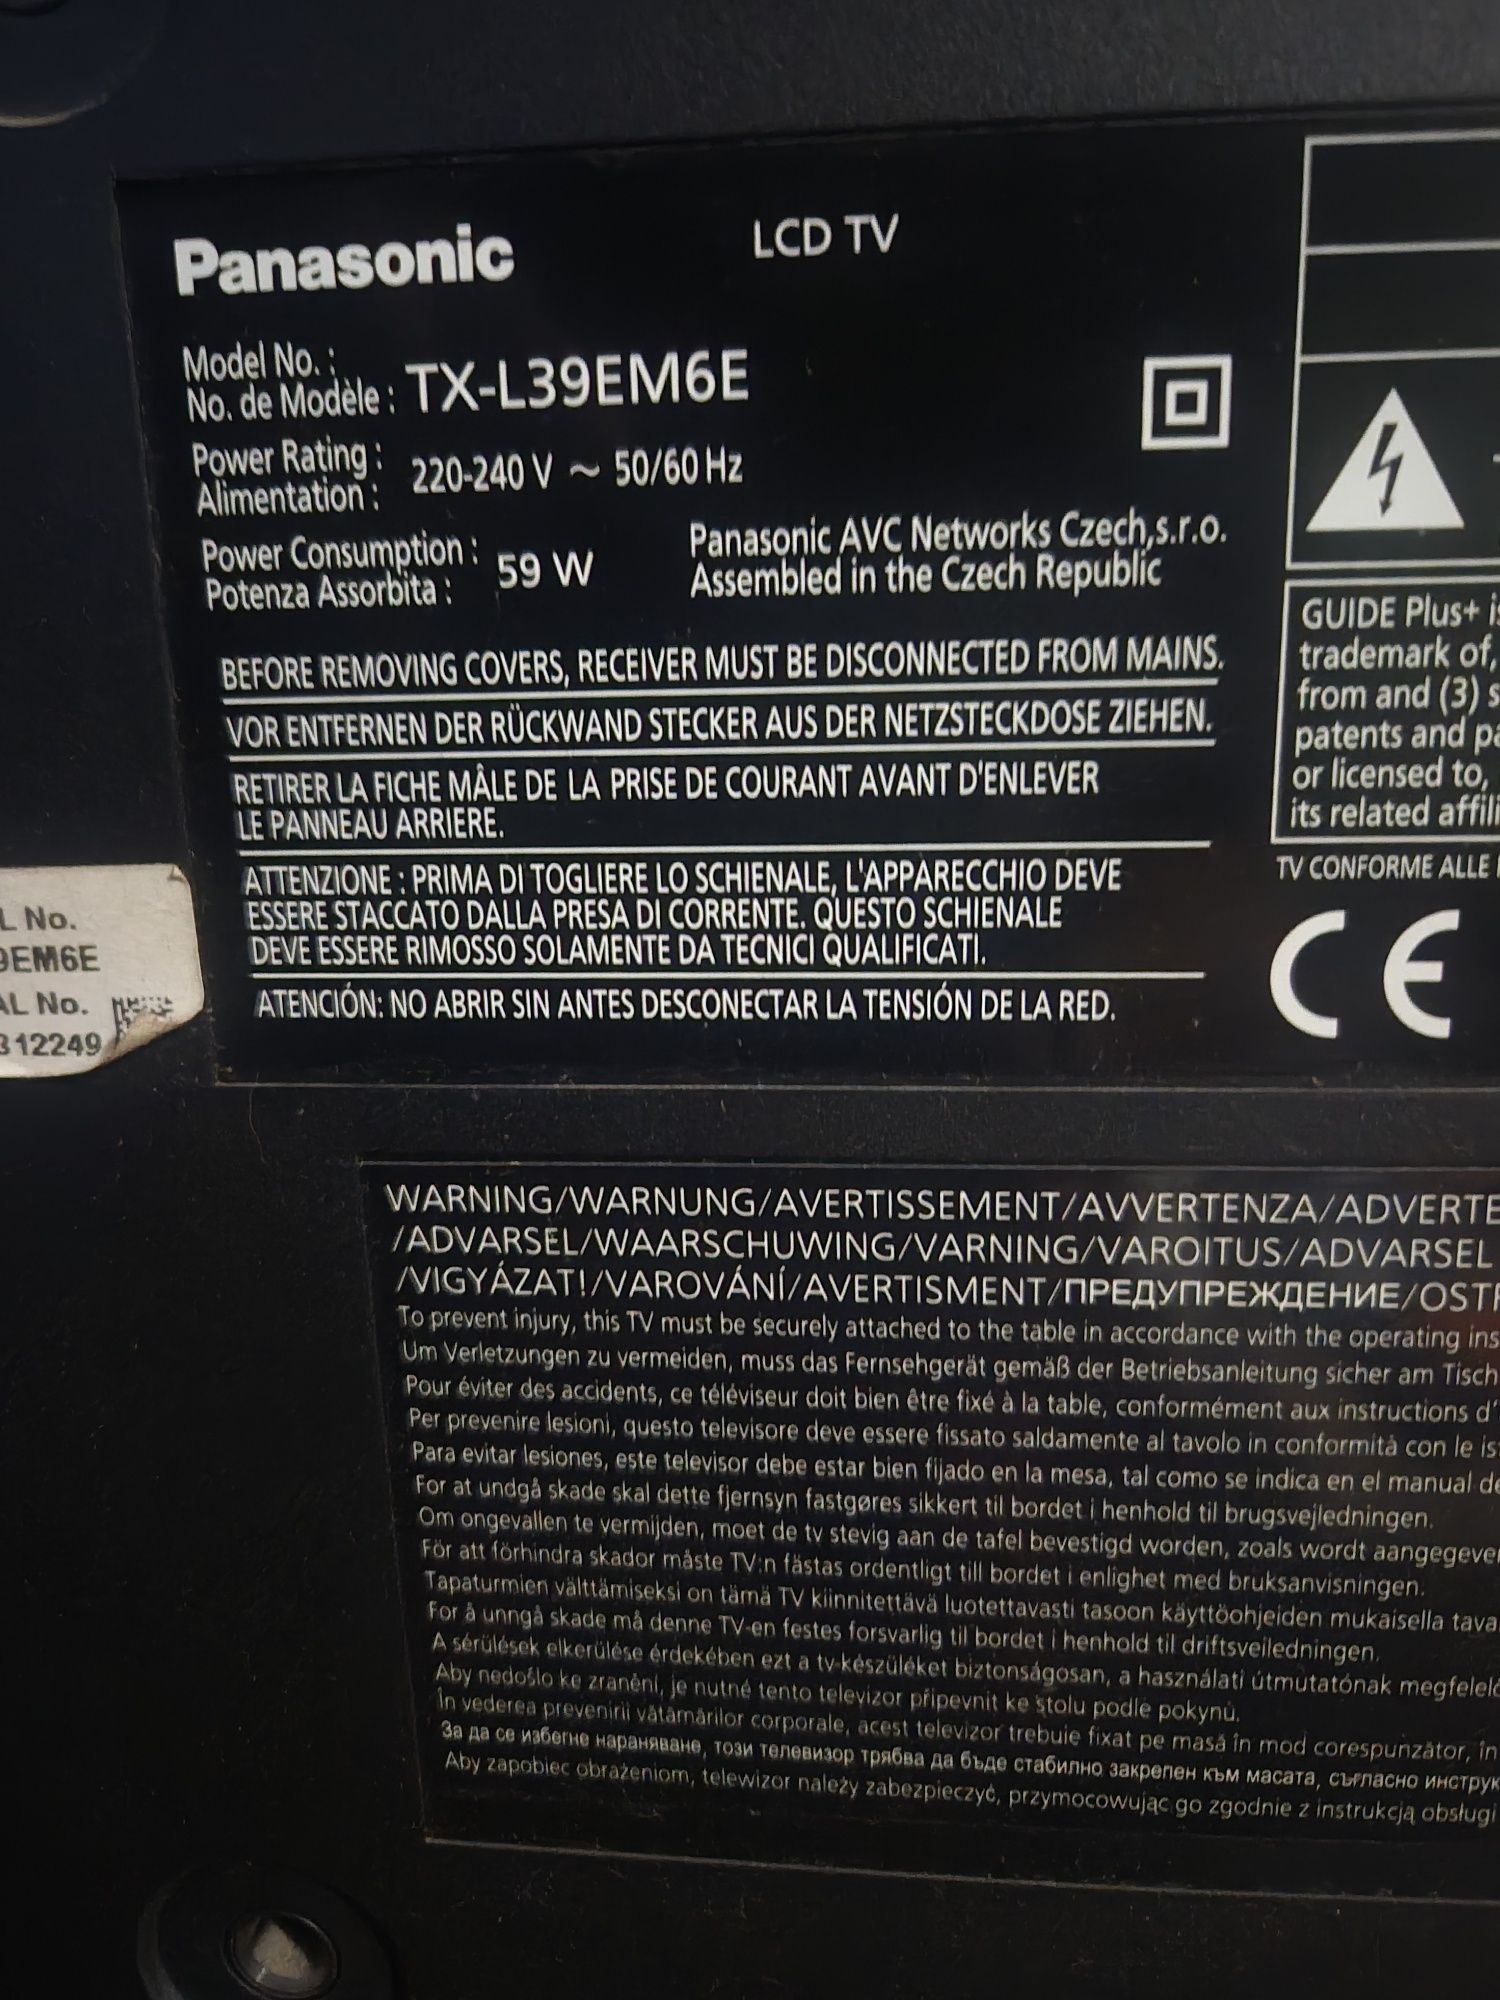 Panasonic
LCD TV
Model No. :
No. de Modèle : TX-L39EM6E
Power Rating :
Alimentation : 220-240 V ~ 50/60 Hz
Power Consumption :
Potenza Assorbita : 59 W
Panasonic AVC Networks Czech,s.r.o.
Assembled in the Czech Republic
BEFORE REMOVING COVERS, RECEIVER MUST BE DISCONNECTED FROM MAINS.
VOR ENTFERNEN DER RÜCKWAND STECKER AUS DER NETZSTECKDOSE ZIEHEN.
RETIRER LA FICHE MÂLE DE LA PRISE DE COURANT AVANT D'ENLEVER
LE PANNEAU ARRIERE.
ATTENZIONE : PRIMA DI TOGLIERE LO SCHIENALE, L'APPARECCHIO DEVE
ESSERE STACCATO DALLA PRESA DI CORRENTE. QUESTO SCHIENALE
DEVE ESSERE RIMOSSO SOLAMENTE DA TECNICI QUALIFICATI.
ATENCIÓN: NO ABRIR SIN ANTES DESCONECTAR LA TENSIÓN DE LA RED.
GUIDE Plus+ is
trademark of,
from and (3) s
patents and pa
or licensed to,
its related affili
TV CONFORME ALLE
CE
L No.
9EM6E
AL No.
312249
WARNING/WARNUNG/AVERTISSEMENT/AVVERTENZA/ADVERTE
/ADVARSEL/WAARSCHUWING/VARNING/VAROITUS/ADVARSEL
/VIGYÁZAT!/VAROVÁNÍ/AVERTISMENT/ПРЕДУПРЕЖДЕНИЕ/OSTR
To prevent injury, this TV must be securely attached to the table in accordance with the operating ins
Um Verletzungen zu vermeiden, muss das Fernsehgerät gemäß der Betriebsanleitung sicher am Tisch
Pour éviter des accidents, ce téléviseur doit bien être fixé à la table, conformément aux instructions d'
Per prevenire lesioni, questo televisore deve essere fissato saldamente al tavolo in conformità con le is
Para evitar lesiones, este televisor debe estar bien fijado en la mesa, tal como se indica en el manual de
For at undgå skade skal dette fjernsyn fastgøres sikkert til bordet i henhold til brugsvejledningen.
Om ongevallen te vermijden, moet de tv stevig aan de tafel bevestigd worden, zoals wordt aangegeven
För att förhindra skador måste TV:n fästas ordentligt till bordet i enlighet med bruksanvisningen.
Tapaturmien välttämiseksi on tämä TV kiinnitettävä luotettavasti tasoon käyttöohjeiden mukaisella tava
For å unngå skade må denne TV-en festes forsvarlig til bordet i henhold til driftsveiledningen.
A sérülések elkerülése érdekében ezt a tv-készüléket biztonságosan, a használati útmutatónak megfelelő
Aby nedošlo ke zranění, je nutné tento televizor připevnit ke stolu podle pokynů.
În vederea prevenirii vătămărilor corporale, acest televizor trebuie fixat pe masă în mod corespunzător, în
За да се избегне нараняване, този телевизор трябва да бъде стабилно закрепен към масата, съгласно инструк
Aby zapobiec obrażeniom, telewizor należy zabezpieczyć, przymocowując go zgodnie z instrukcją obsługi